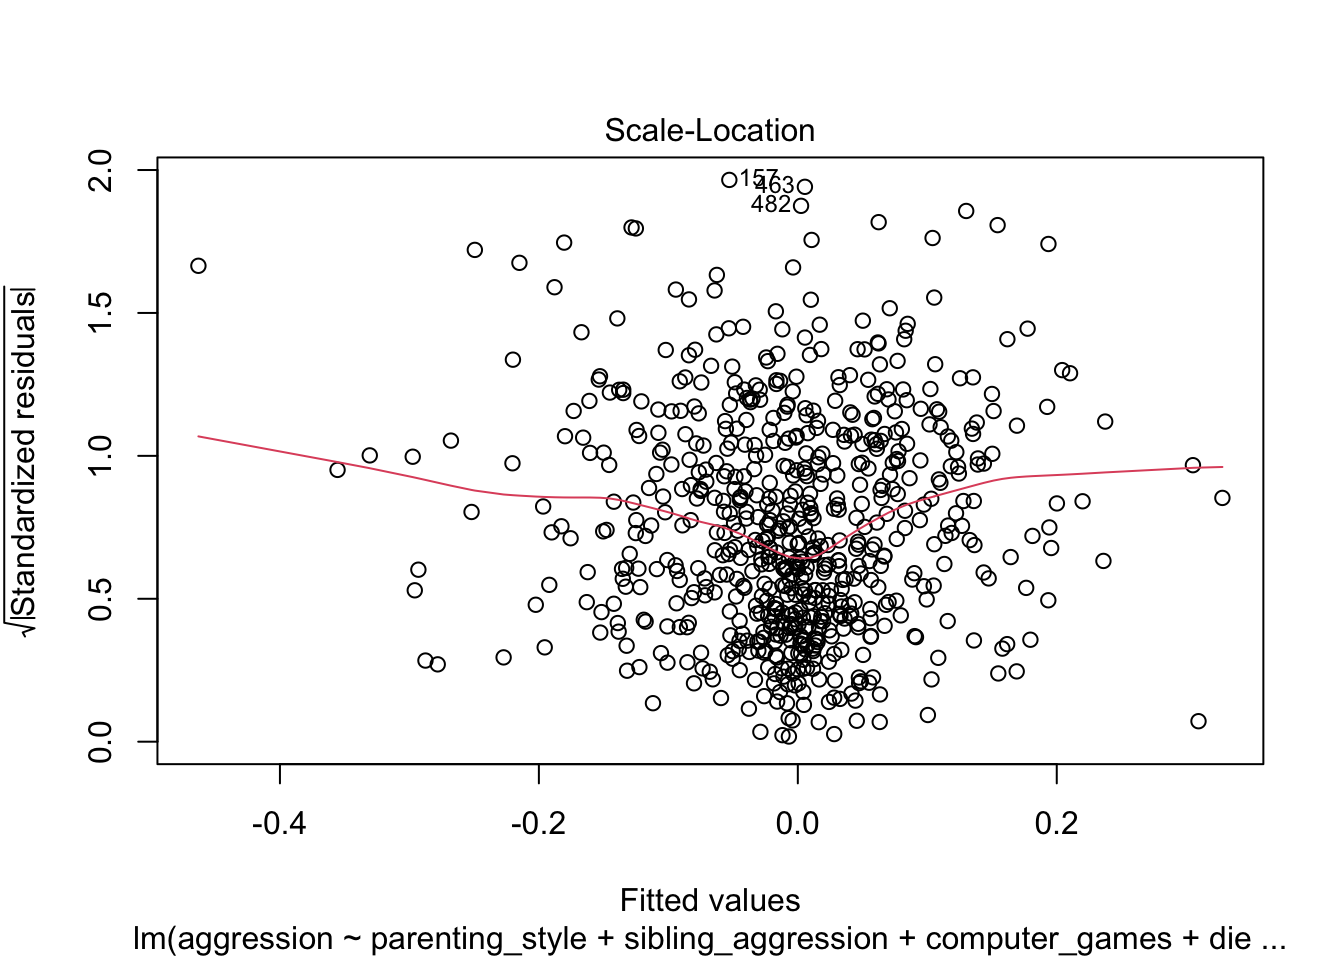 Scale-Location
2.0
1.5
1.0
0.5
0.0
√|Standardized residuals|
157
463
482
-0.4 -0.2 0.0 0.2
Fitted values
lm(aggression ~ parenting_style + sibling_aggression + computer_games + die ...